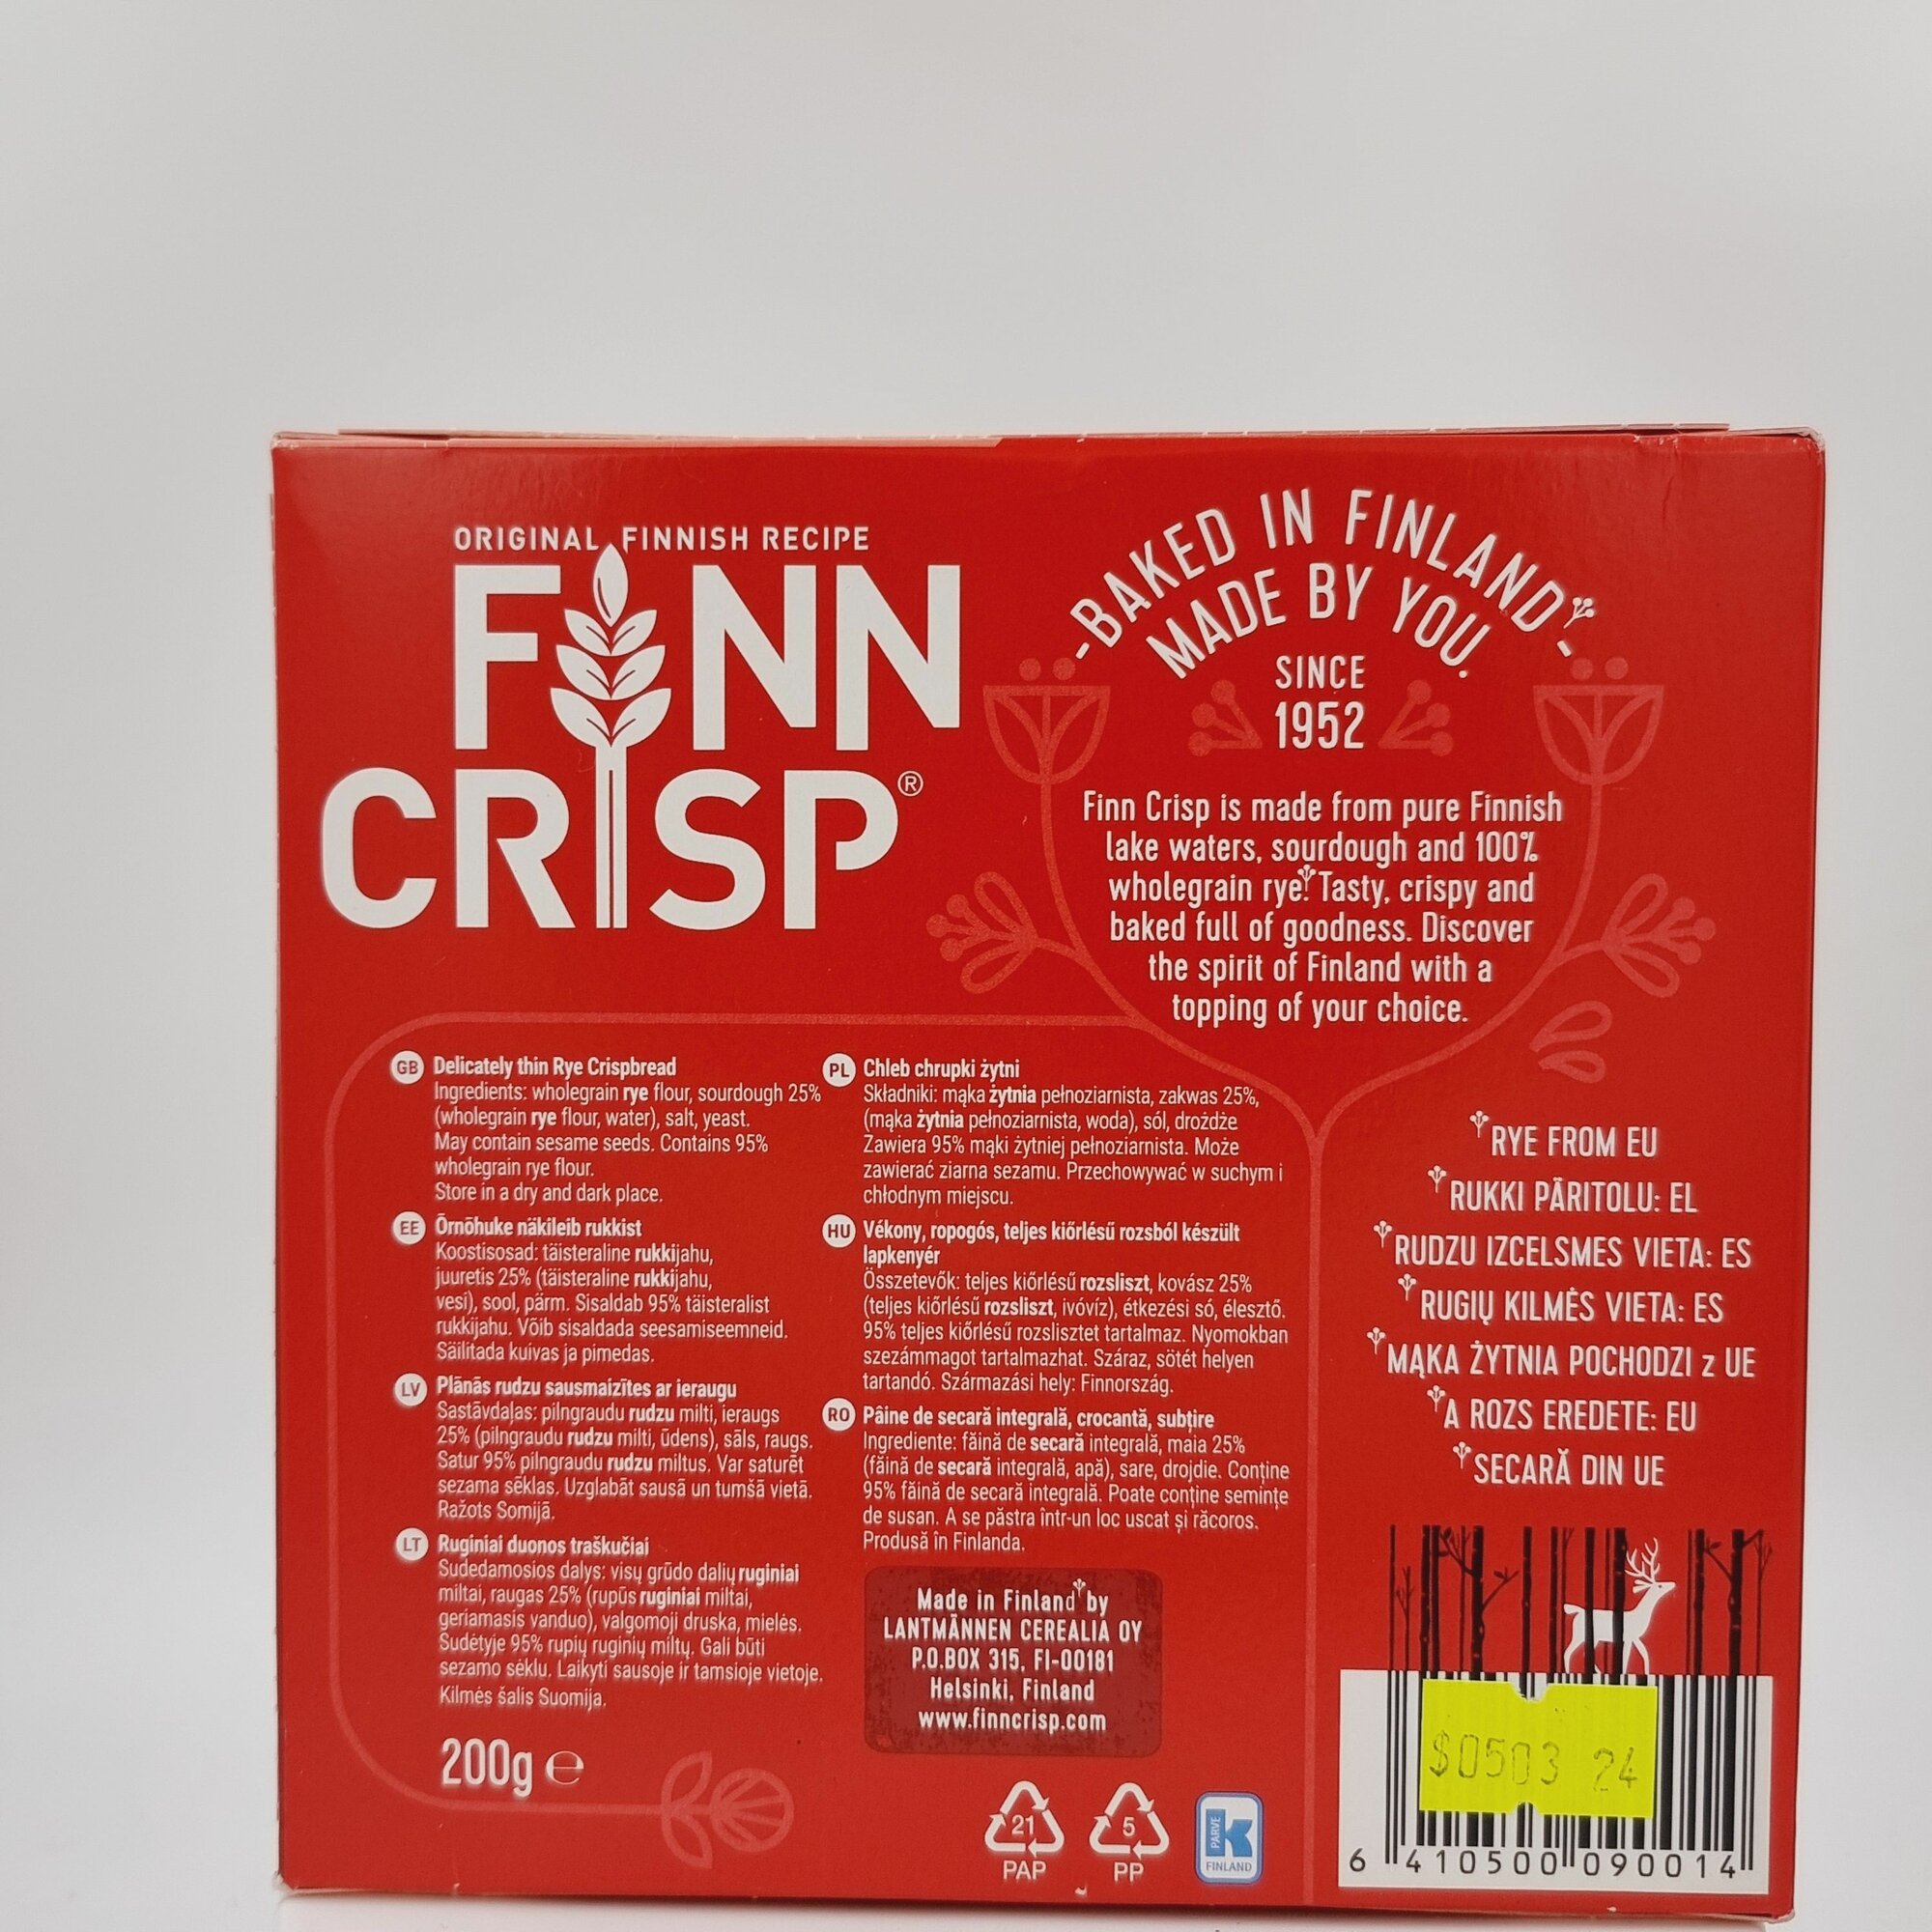 ORIGINAL FINNISH RECIPE
FINN
CRISP®
-BAKED IN FINLAND-
MADE BY YOU.
SINCE
1952
Finn Crisp is made from pure Finnish
lake waters, sourdough and 100%
wholegrain rye. Tasty, crispy and
baked full of goodness. Discover
the spirit of Finland with a
topping of your choice.
GB Delicately thin Rye Crispbread
Ingredients: wholegrain rye flour, sourdough 25%
(wholegrain rye flour, water), salt, yeast.
May contain sesame seeds. Contains 95%
wholegrain rye flour.
Store in a dry and dark place.
EE Õrnõhuke näkileib rukkist
Koostisosad: täisteraline rukkijahu,
juuretis 25% (täisteraline rukkijahu,
vesi), sool, pärm. Sisaldab 95% täisteralist
rukkijahu. Võib sisaldada seesamiseemneid.
Säilitada kuivas ja pimedas.
LV Plānās rudzu sausmaizītes ar ieraugu
Sastāvdaļas: pilngraudu rudzu milti, ieraugs
25% (pilngraudu rudzu milti, ūdens), sāls, raugs.
Satur 95% pilngraudu rudzu miltus. Var saturēt
sezama sēklas. Uzglabāt sausā un tumšā vietā.
Ražots Somijā.
LT Ruginiai duonos traškučiai
Sudedamosios dalys: visų grūdo dalių ruginiai
miltai, raugas 25% (rupūs ruginiai miltai,
geriamasis vanduo), valgomoji druska, mielės.
Sudėtyje 95% rupių ruginių miltų. Gali būti
sezamo sėklų. Laikyti sausoje ir tamsioje vietoje.
Kilmės šalis Suomija.
200g ℮
PL Chleb chrupki żytni
Składniki: mąka żytnia pełnoziarnista, zakwas 25%,
(mąka żytnia pełnoziarnista, woda), sól, drożdże
Zawiera 95% mąki żytniej pełnoziarnista. Może
zawierać ziarna sezamu. Przechowywać w suchym i
chłodnym miejscu.
HU Vékony, ropogós, teljes kiőrlésű rozsból készült
lapkenyér
Összetevők: teljes kiőrlésű rozsliszt, kovász 25%
(teljes kiőrlésű rozsliszt, ivóvíz), étkezési só, élesztő.
95% teljes kiőrlésű rozslisztet tartalmaz. Nyomokban
szezámmagot tartalmazhat. Száraz, sötét helyen
tartandó. Származási hely: Finnország.
RO Pâine de secară integrală, crocantă, subțire
Ingrediente: făină de secară integrală, maia 25%
(făină de secară integrală, apă), sare, drojdie. Conține
95% făină de secară integrală. Poate conține semințe
de susan. A se păstra într-un loc uscat și răcoros.
Produsă în Finlanda.
Made in Finland by
LANTMÄNNEN CEREALIA OY
P.O.BOX 315, FI-00181
Helsinki, Finland
www.finncrisp.com
21
PAP
5
PP
PARVE
K
FINLAND
RYE FROM EU
RUKKI PÄRITOLU: EL
RUDZU IZCELSMES VIETA: ES
RUGIŲ KILMĖS VIETA: ES
MĄKA ŻYTNIA POCHODZI z UE
A ROZS EREDETE: EU
SECARĂ DIN UE
$0503 24
6 410500 090014